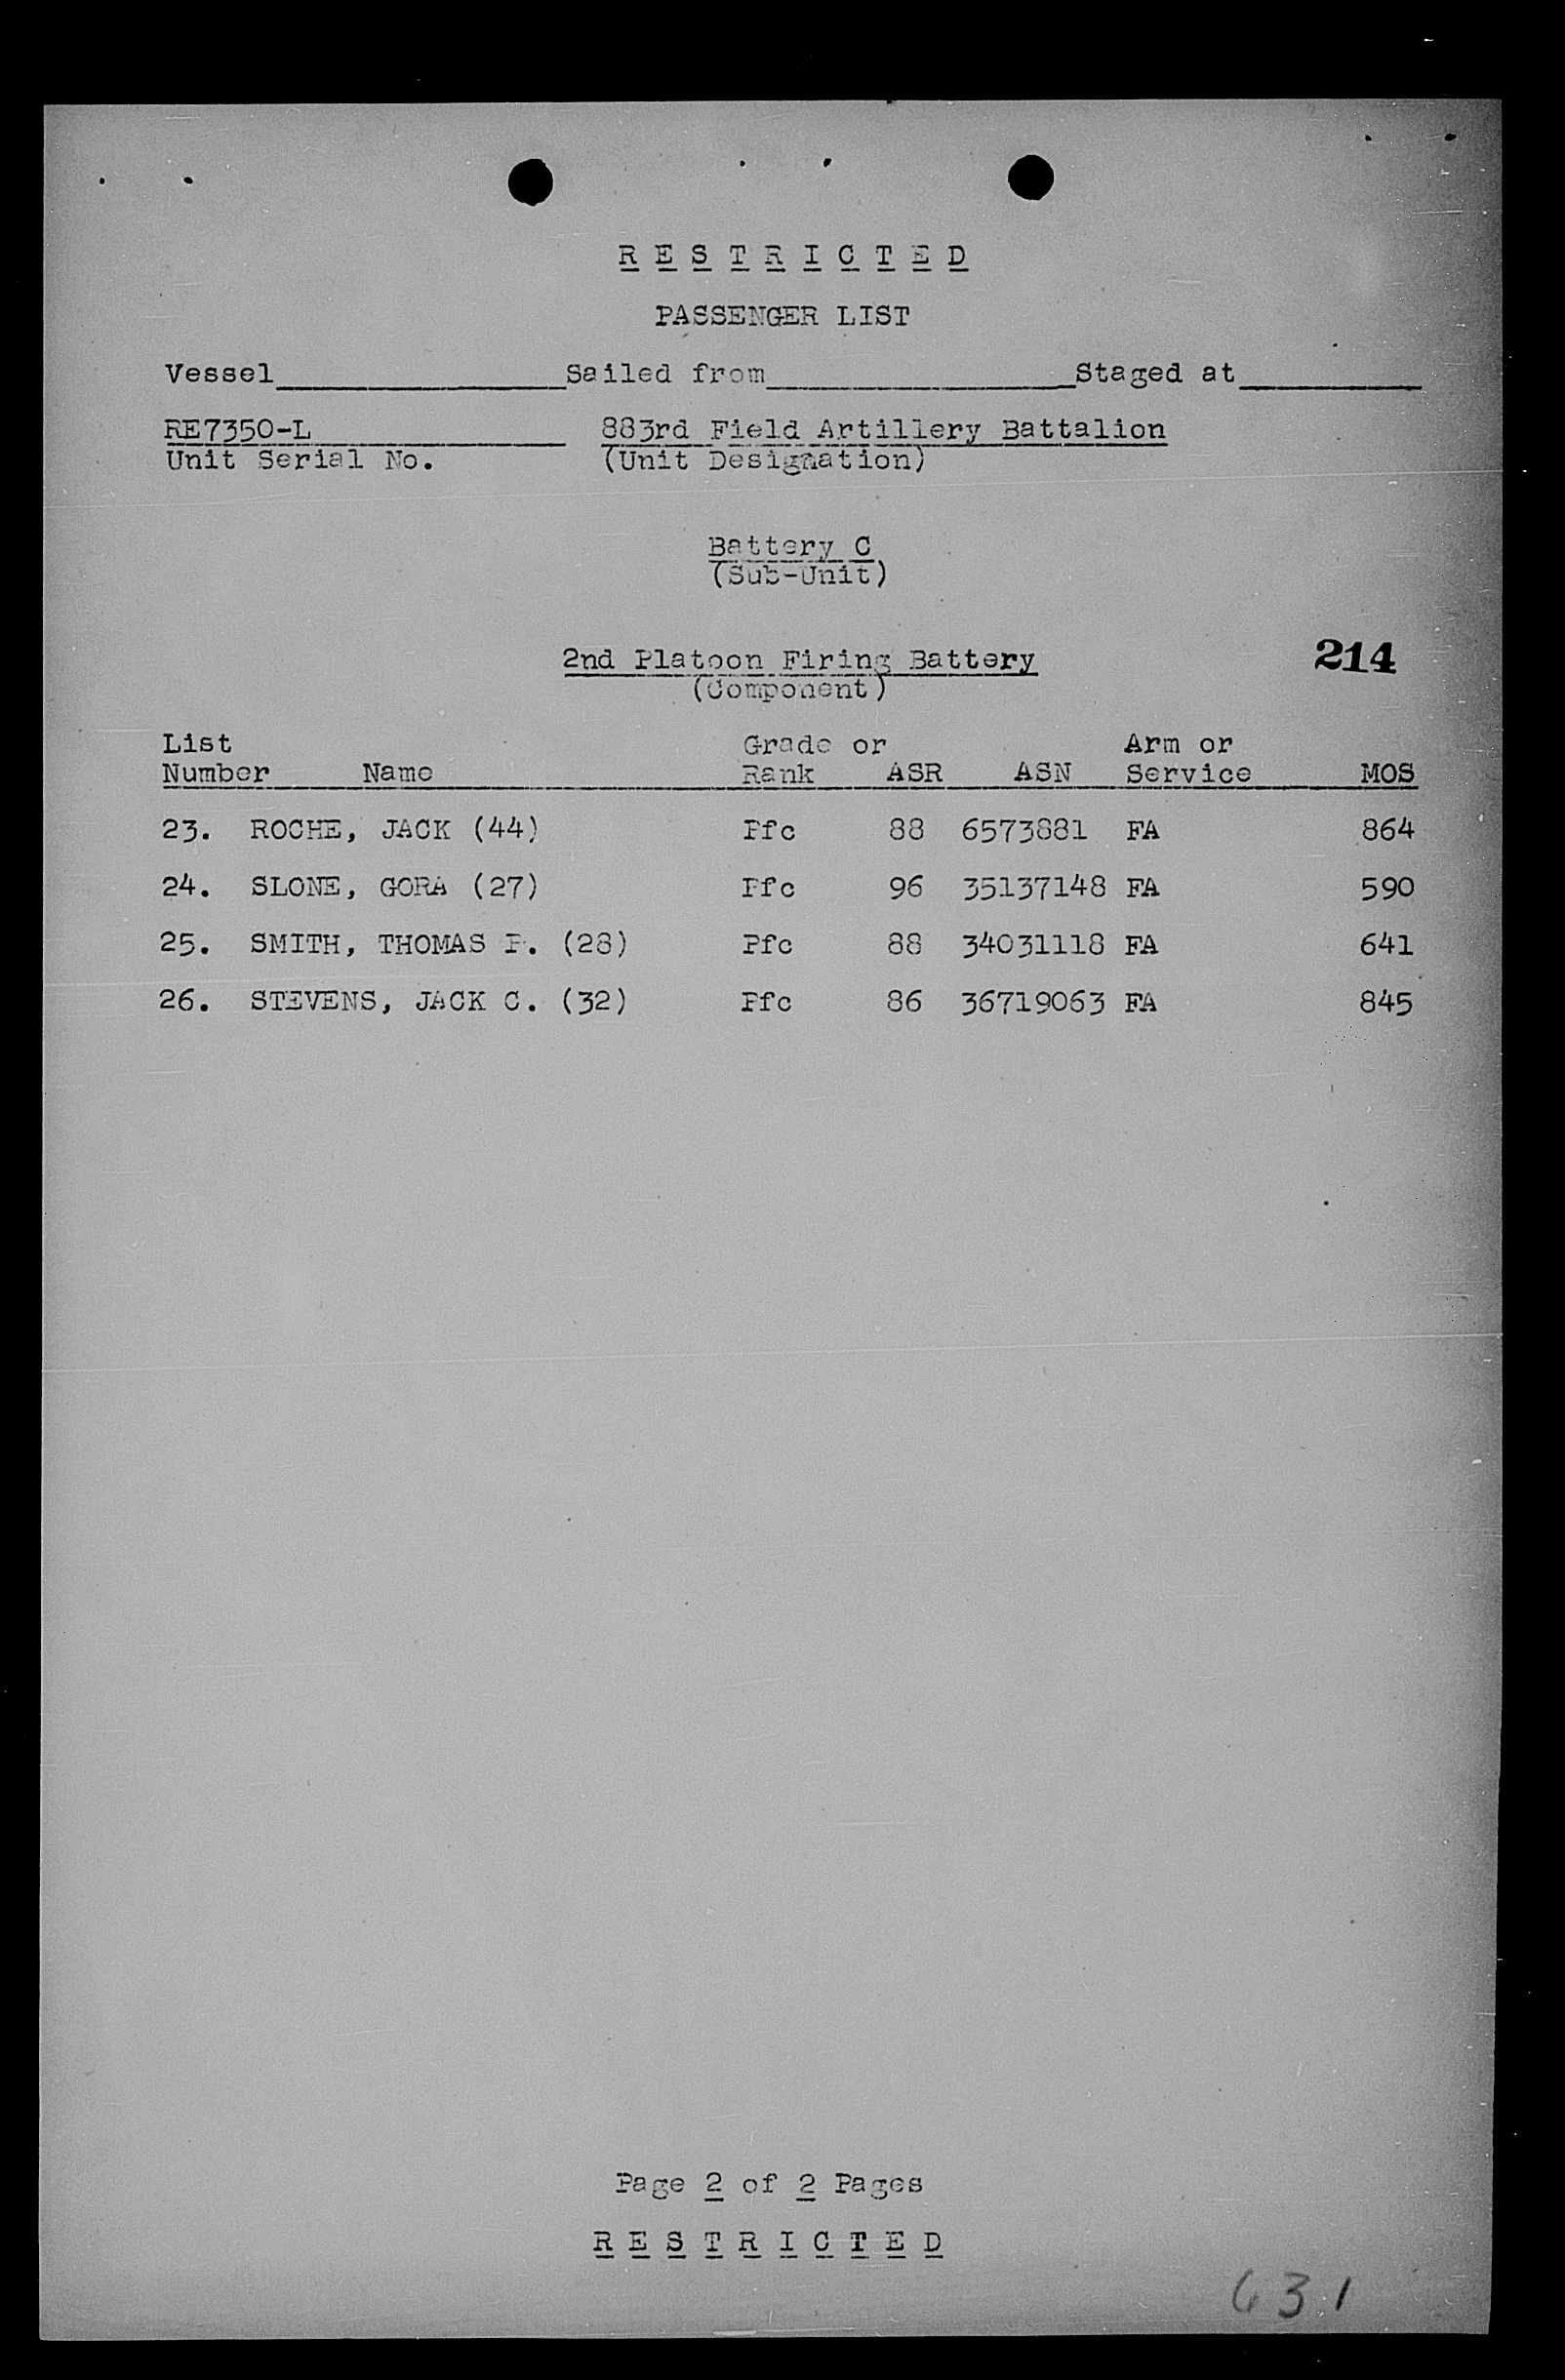 R E S T R I C T E D
PASSENGER LIST
Vessel Sailed from Staged at
RE7350-L 883rd Field Artillery Battalion
Unit Serial No. (Unit Designation)
Battery C
(Sub-Unit)
2nd Platoon Firing Battery 214
(Component)
List Grade or Arm or
Number Name Rank ASR ASN Service MOS
23. ROCHE, JACK (44) Pfc 88 6573881 FA 864
24. SLONE, GORA (27) Pfc 96 35137148 FA 590
25. SMITH, THOMAS P. (28) Pfc 88 34031118 FA 641
26. STEVENS, JACK C. (32) Pfc 86 36719063 FA 845
Page 2 of 2 Pages
R E S T R I C T E D
631